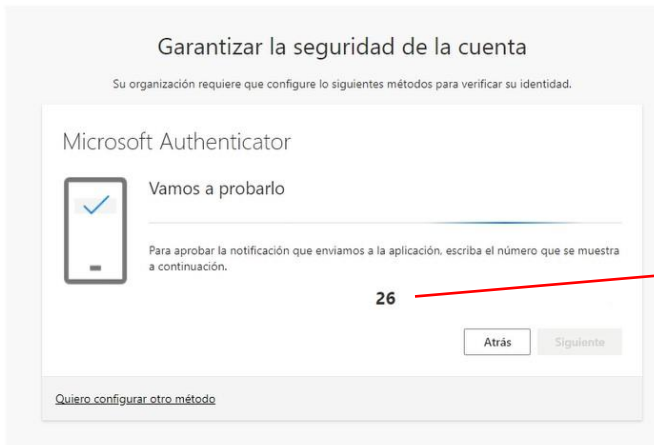 Garantizar la seguridad de la cuenta
Su organización requiere que configure lo siguientes métodos para verificar su identidad.
Microsoft Authenticator
Vamos a probarlo
Para aprobar la notificación que enviamos a la aplicación, escriba el número que se muestra
a continuación.
26
Atrás
Siguiente
Quiero configurar otro método